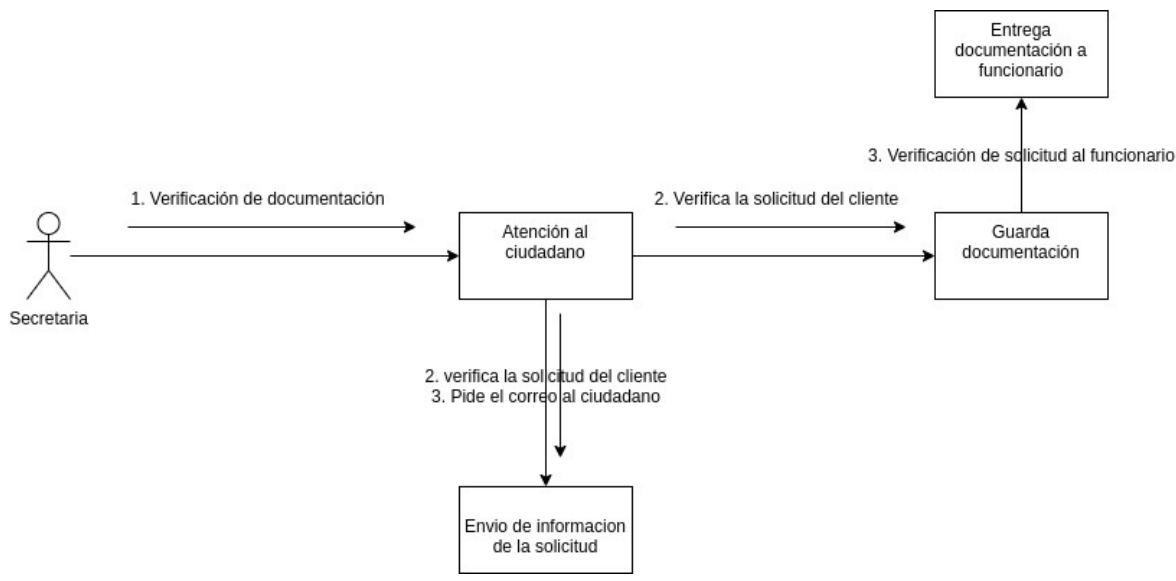 Entrega
documentación a
funcionario
3. Verificación de solicitud al funcionario
1. Verificación de documentación
2. Verifica la solicitud del cliente
Atención al
ciudadano
Guarda
documentación
Secretaria
2. verifica la solicitud del cliente
3. Pide el correo al ciudadano
Envio de informacion
de la solicitud